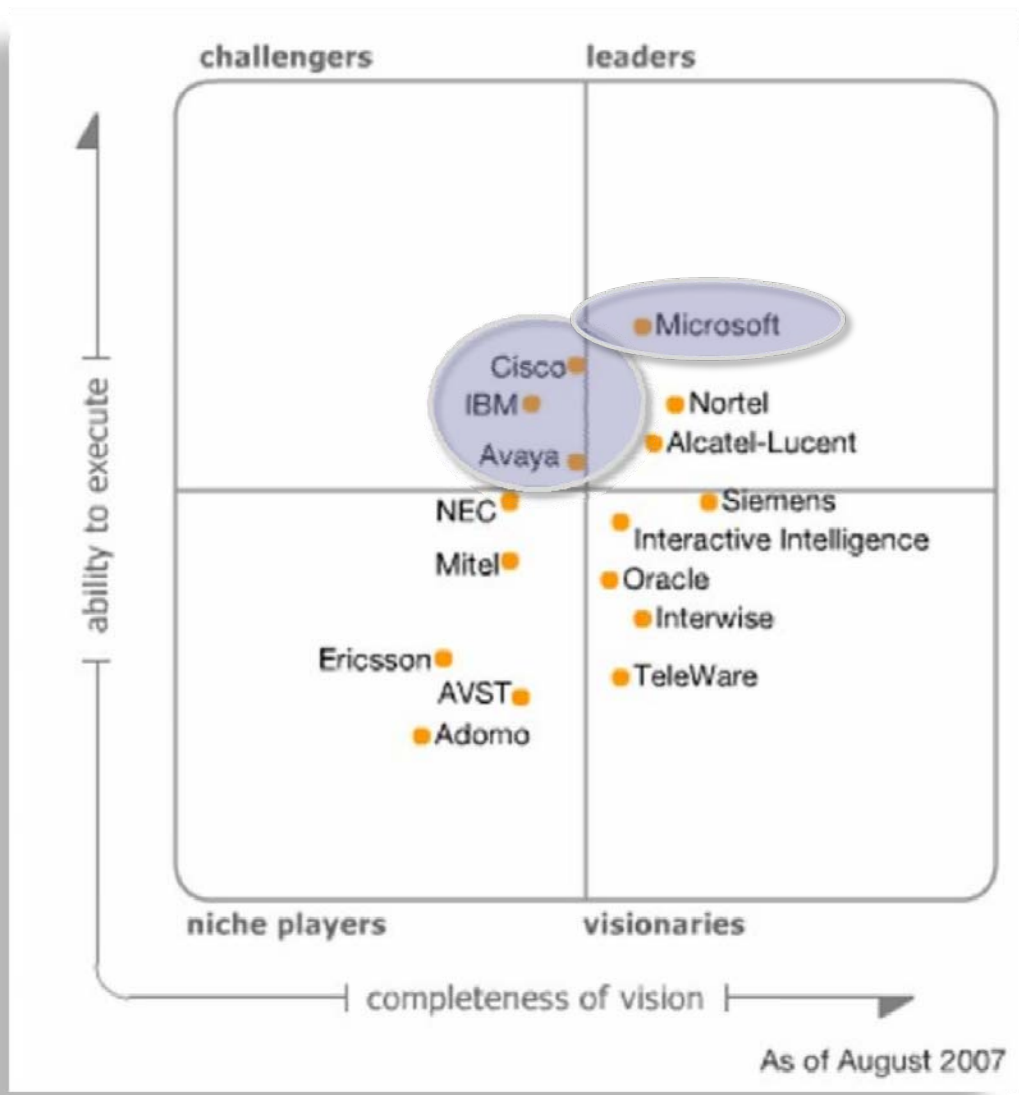 challengers
leaders
Microsoft
Cisco
IBM
Nortel
Alcatel-Lucent
Avaya
ability to execute
NEC
Siemens
Interactive Intelligence
Mitel
Oracle
Interwise
Ericsson
TeleWare
AVST
Adomo
niche players
visionaries
completeness of vision
As of August 2007